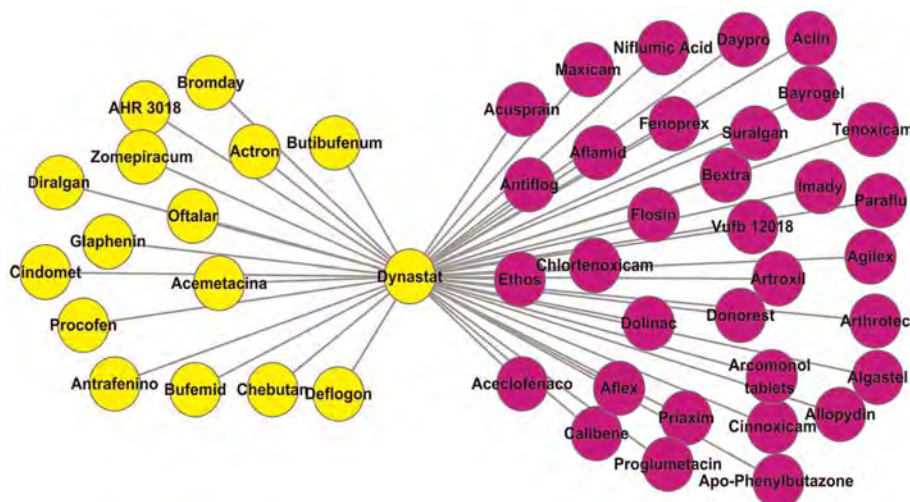 Bromday
AHR 3018
Zomepiracum
Actron
Butibufenum
Diralgan
Oftalar
Glaphenin
Cindomet
Acemetacina
Procofen
Antrafenino
Bufemid
Chebutan
Deflogon
Dynastat
Niflumic Acid
Daypro
Aclin
Maxicam
Acusprain
Bayrogel
Fenoprex
Suralgan
Tenoxicam
Aflamid
Antiflog
Bextra
Imady
Flosin
Paraflu
Vufb 12018
Chlortenoxicam
Ethos
Agilex
Artroxil
Dolinac
Donorest
Arthrotec
Aceclofénaco
Aflex
Arcomonol
tablets
Algastel
Priaxim
Allopydin
Calibene
Cinnoxicam
Proglumetacin
Apo-Phenylbutazone